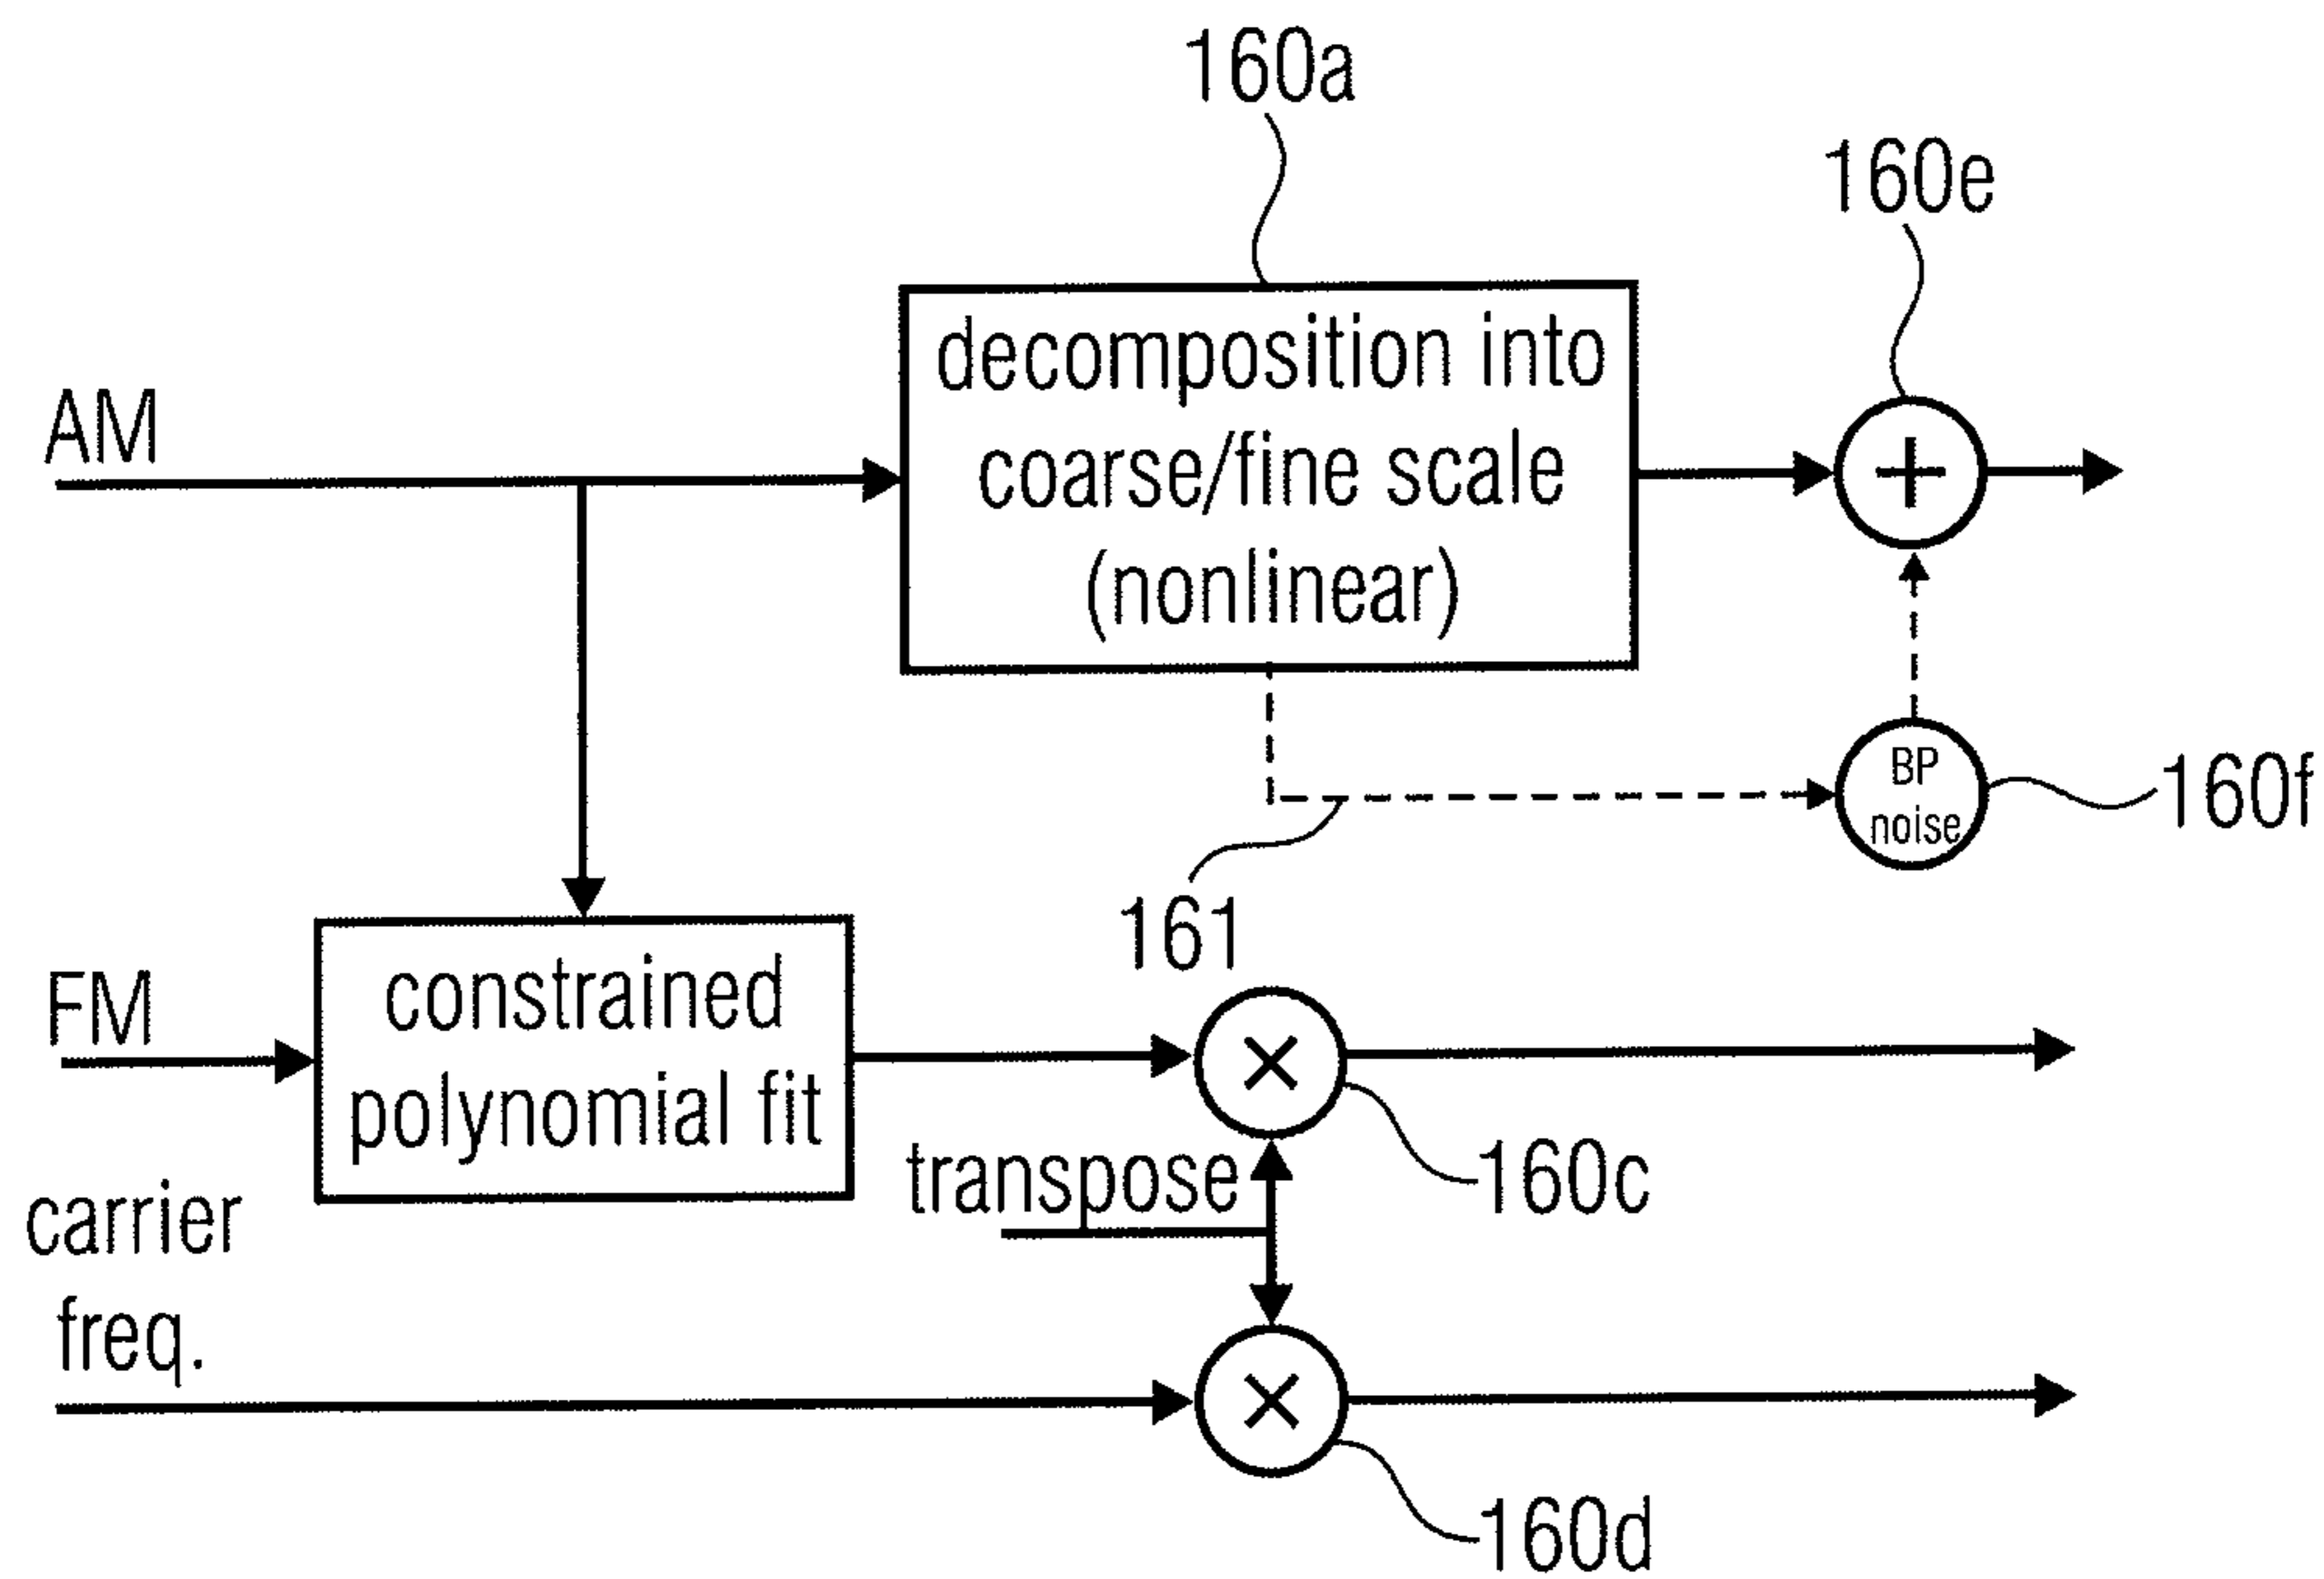 160a
160e
AM
decomposition into
coarse/fine scale
(nonlinear)
+
BP
noise
160f
161
FM
constrained
polynomial fit
×
transpose
160c
carrier
freq.
×
160d